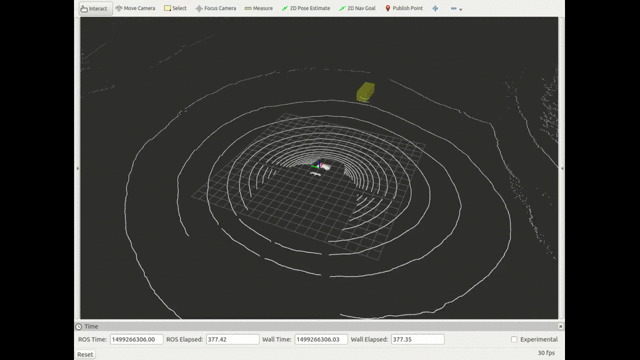 Interact Move Camera Select Focus Camera Measure 2D Pose Estimate 2D Nav Goal Publish Point
Time
ROS Time: 1499266306.00 ROS Elapsed: 377.42 Wall Time: 1499266306.03 Wall Elapsed: 377.35 Experimental
Reset 30 fps